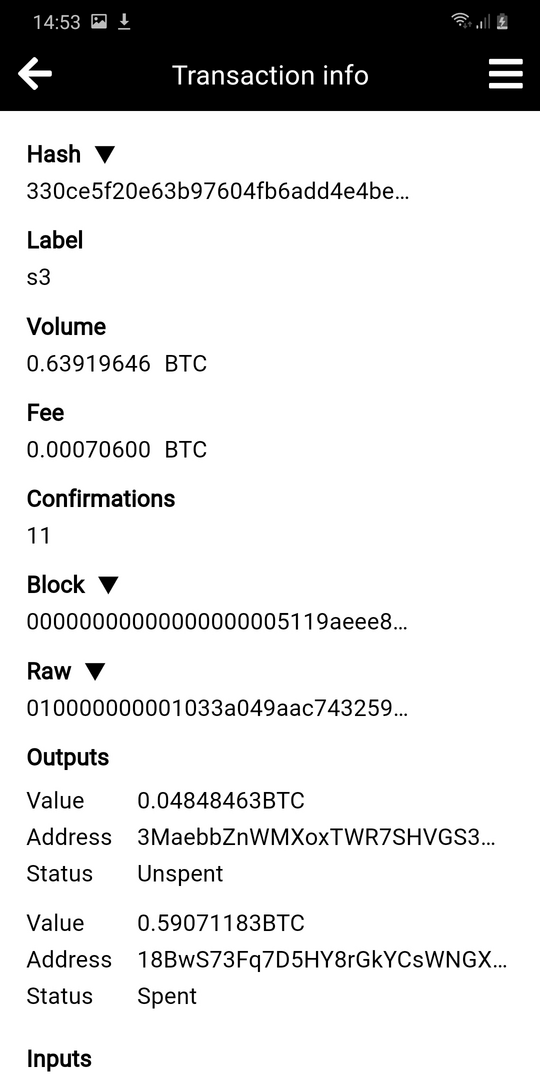 14:53
Transaction info
Hash ▼
330ce5f20e63b97604fb6add4e4be…
Label
s3
Volume
0.63919646 BTC
Fee
0.00070600 BTC
Confirmations
11
Block ▼
00000000000000000005119aeee8…
Raw ▼
010000000001033a049aac743259…
Outputs
Value 0.04848463BTC
Address 3MaebbZnWMXoxTWR7SHVGS3…
Status Unspent
Value 0.59071183BTC
Address 18BwS73Fq7D5HY8rGkYCsWNGX…
Status Spent
Inputs